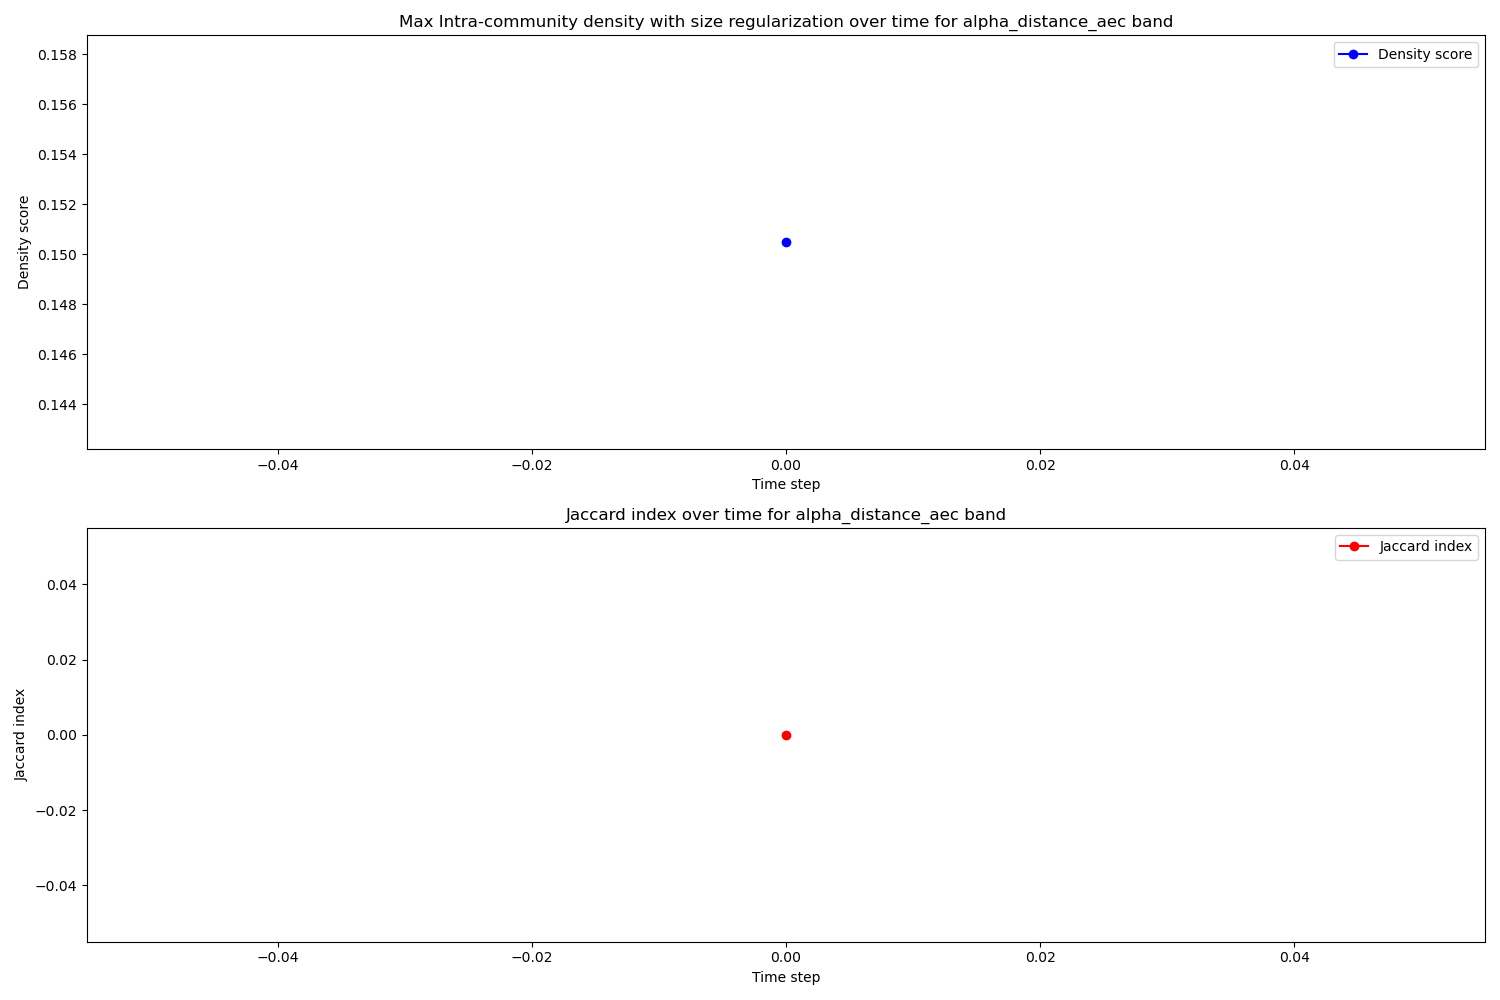 Max Intra-community density with size regularization over time for alpha_distance_aec band
Density score
0.158
0.156
0.154
0.152
0.150
0.148
0.146
0.144
Density score
−0.04
−0.02
0.00
0.02
0.04
Time step
Jaccard index over time for alpha_distance_aec band
Jaccard index
0.04
0.02
0.00
−0.02
−0.04
Jaccard index
−0.04
−0.02
0.00
0.02
0.04
Time step